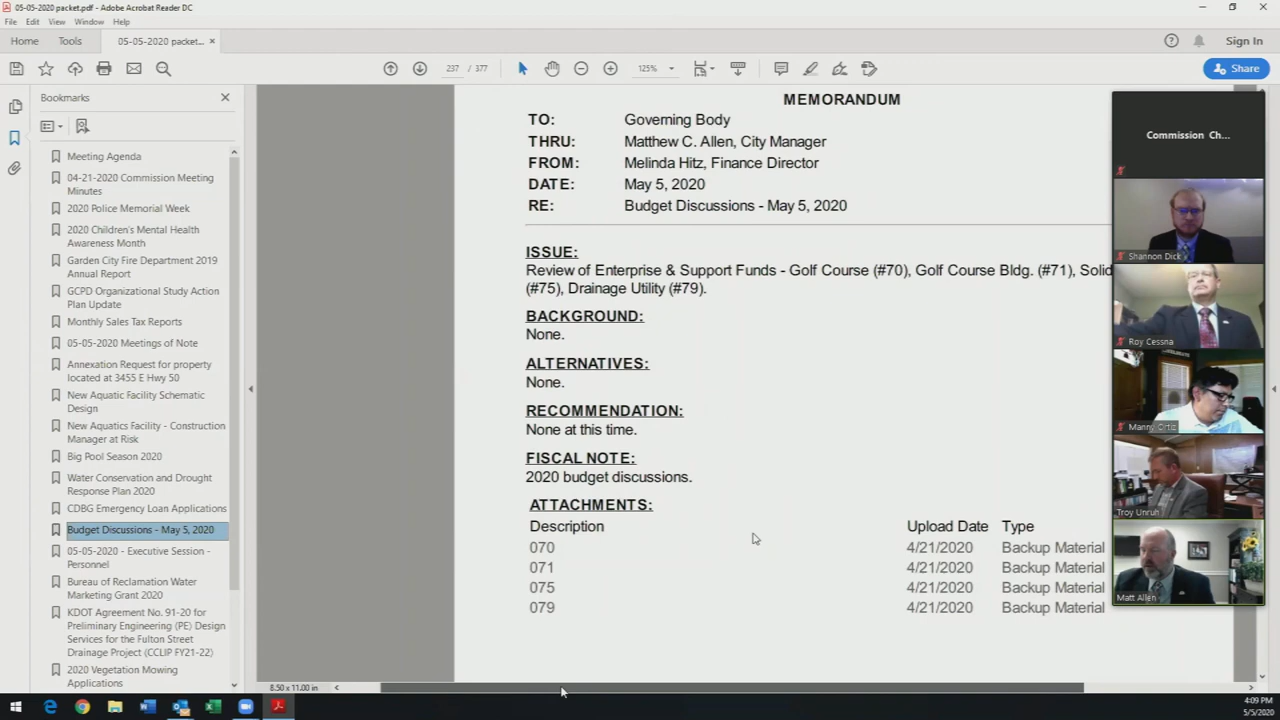 05-05-2020 packet.pdf - Adobe Acrobat Reader DC
File Edit View Window Help
Home Tools 05-05-2020 packet... × Sign In
237 / 377 125% Share
Bookmarks
Meeting Agenda
04-21-2020 Commission Meeting
Minutes
2020 Police Memorial Week
2020 Children's Mental Health
Awareness Month
Garden City Fire Department 2019
Annual Report
GCPD Organizational Study Action
Plan Update
Monthly Sales Tax Reports
05-05-2020 Meetings of Note
Annexation Request for property
located at 3455 E Hwy 50
New Aquatic Facility Schematic
Design
New Aquatics Facility - Construction
Manager at Risk
Big Pool Season 2020
Water Conservation and Drought
Response Plan 2020
CDBG Emergency Loan Applications
Budget Discussions - May 5, 2020
05-05-2020 - Executive Session -
Personnel
Bureau of Reclamation Water
Marketing Grant 2020
KDOT Agreement No. 91-20 for
Preliminary Engineering (PE) Design
Services for the Fulton Street
Drainage Project (CCLIP FY21-22)
2020 Vegetation Mowing
Applications
MEMORANDUM
TO: Governing Body
THRU: Matthew C. Allen, City Manager
FROM: Melinda Hitz, Finance Director
DATE: May 5, 2020
RE: Budget Discussions - May 5, 2020
ISSUE:
Review of Enterprise & Support Funds - Golf Course (#70), Golf Course Bldg. (#71), Solid
(#75), Drainage Utility (#79).
BACKGROUND:
None.
ALTERNATIVES:
None.
RECOMMENDATION:
None at this time.
FISCAL NOTE:
2020 budget discussions.
ATTACHMENTS:
Description Upload Date Type
070 4/21/2020 Backup Material
071 4/21/2020 Backup Material
075 4/21/2020 Backup Material
079 4/21/2020 Backup Material
Commission Ch...
Shannon Dick
Roy Cessna
Manny Ortiz
Troy Unruh
Matt Allen
8.50 x 11.00 in
4:09 PM
5/5/2020